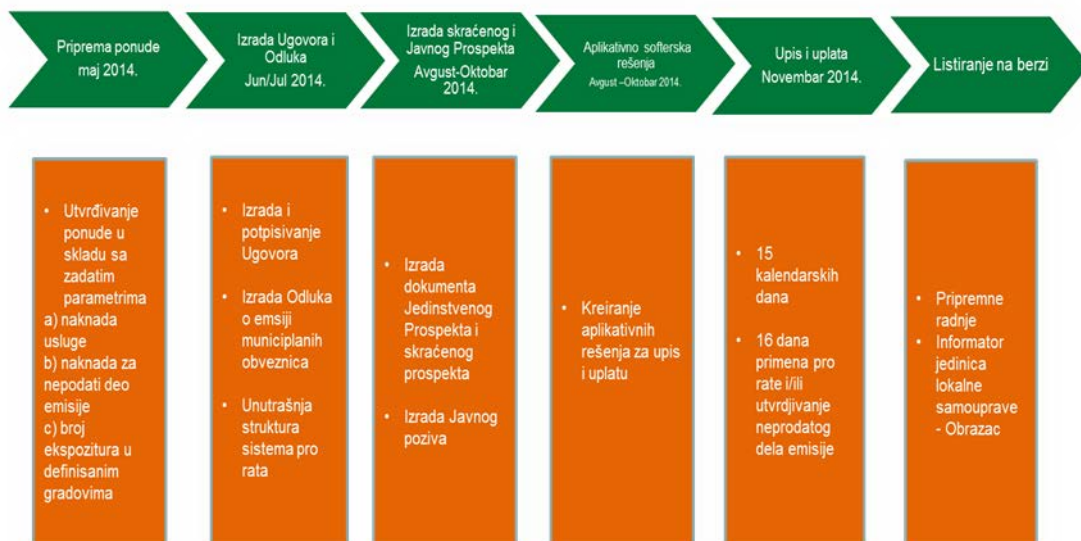 Priprema ponude
maj 2014.
Izrada Ugovora i
Odluka
Jun/Jul 2014.
Izrada skraćenog i
Javnog Prospekta
Avgust-Oktobar
2014.
Aplikativno softerska
rešenja
Avgust –Oktobar 2014.
Upis i uplata
Novembar 2014.
Listiranje na berzi
• Utvrđivanje
ponude u
skladu sa
zadatim
parametrima
a) naknada
usluge
b) naknada za
nepodati deo
emisije
c) broj
ekspozitura u
definisanim
gradovima
• Izrada i
potpisivanje
Ugovora
• Izrada Odluka
o emsiji
municiplanih
obveznica
• Unutrašnja
struktura
sistema pro
rata
• Izrada
dokumenta
Jedinstvenog
Prospekta i
skraćenog
prospekta
• Izrada Javnog
poziva
• Kreiranje
aplikativnih
rešenja za upis
i uplatu
• 15
kalendarskih
dana
• 16 dana
primena pro
rate i/ili
utvrdjivanje
neprodatog
dela emisije
• Pripremne
radnje
• Informator
jedinica
lokalne
samouprave
- Obrazac